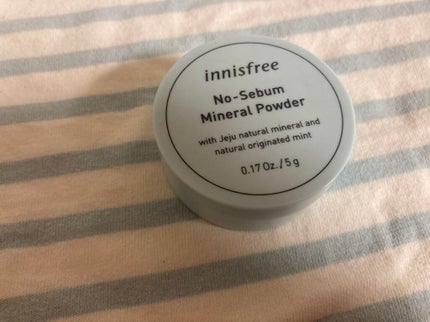 innisfree
No-Sebum
Mineral Powder
with Jeju natural mineral and
natural originated mint
0.17 Oz./5 g